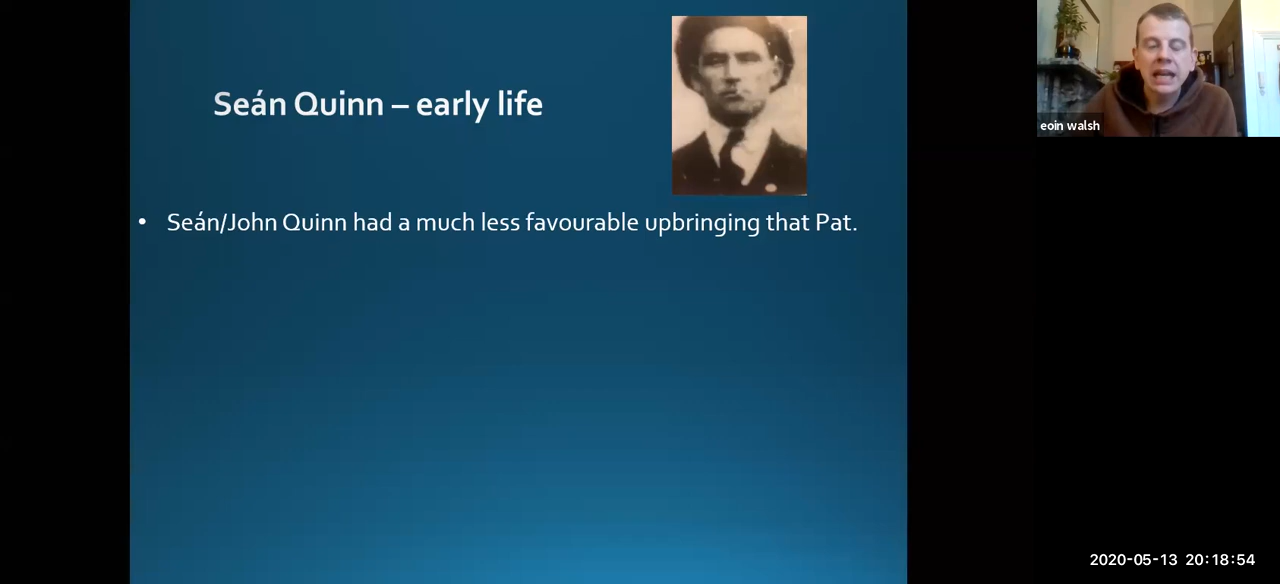 Seán Quinn – early life
eoin walsh
• Seán/John Quinn had a much less favourable upbringing that Pat.
2020-05-13 20:18:54